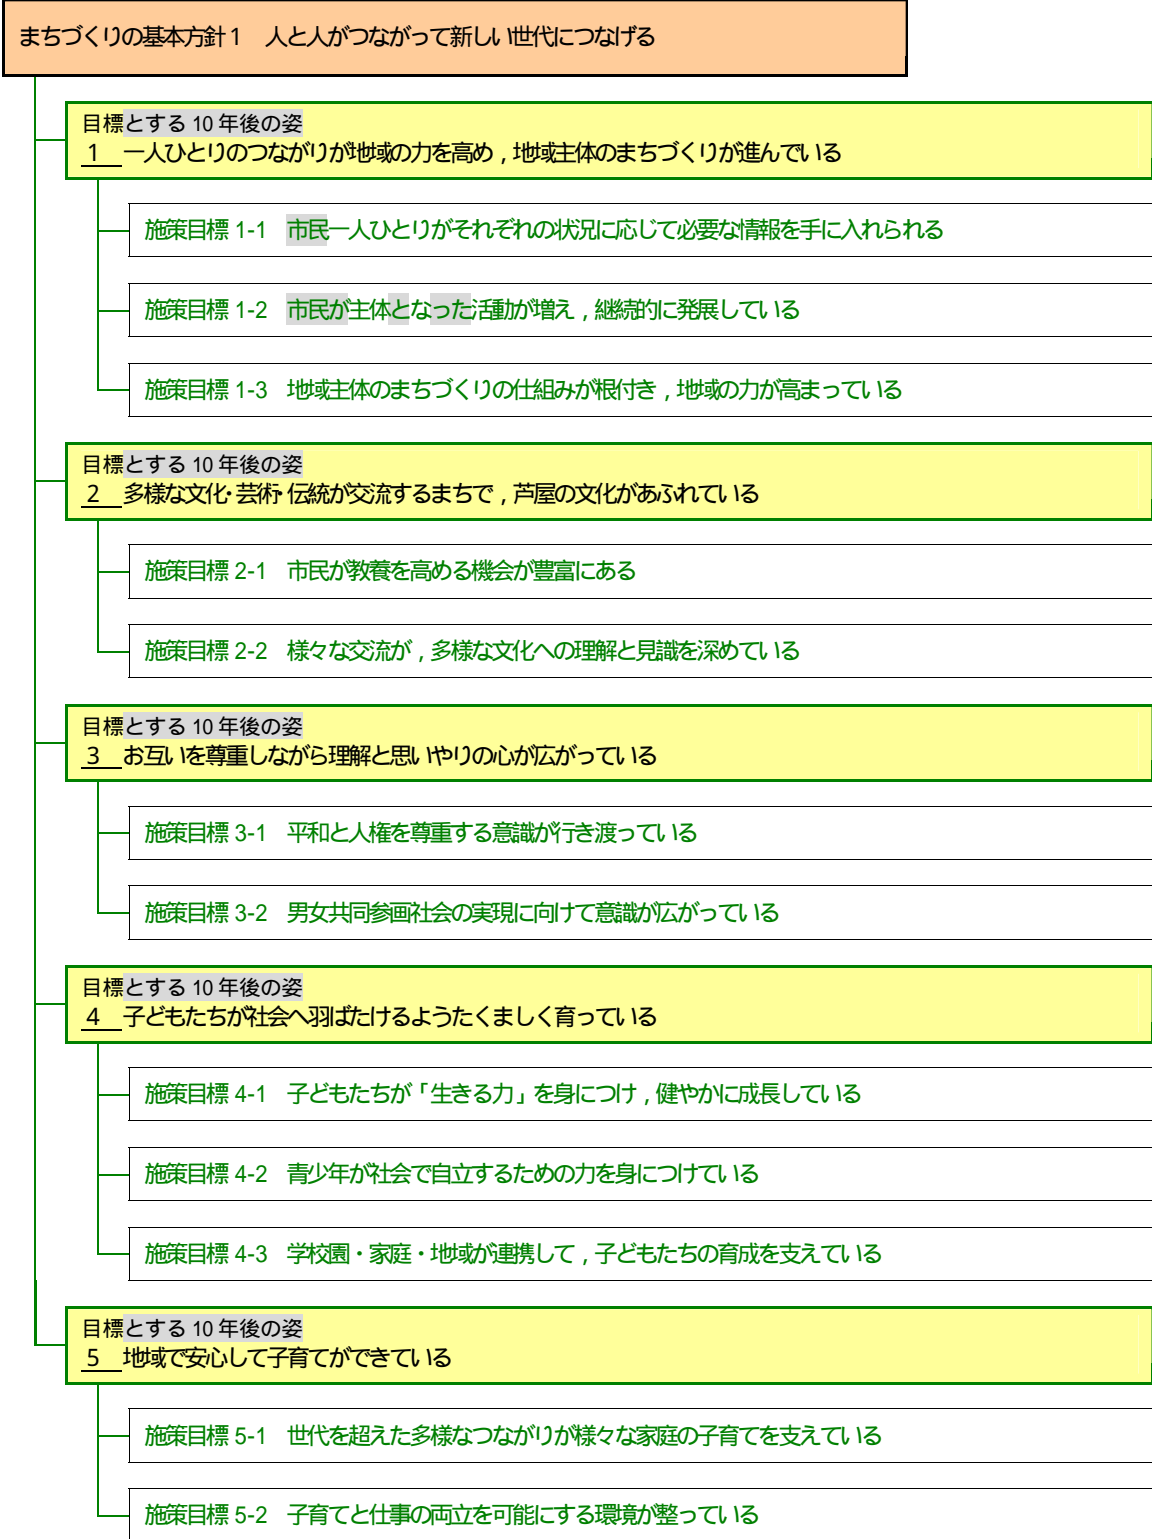 まちづくりの基本方針1　人と人がつながって新しい世代につなげる
目標とする 10 年後の姿
1　一人ひとりのつながりが地域の力を高め，地域主体のまちづくりが進んでいる
施策目標 1-1　市民一人ひとりがそれぞれの状況に応じて必要な情報を手に入れられる
施策目標 1-2　市民が主体となった活動が増え，継続的に発展している
施策目標 1-3　地域主体のまちづくりの仕組みが根付き，地域の力が高まっている
目標とする 10 年後の姿
2　多様な文化・芸術・伝統が交流するまちで，芦屋の文化があふれている
施策目標 2-1　市民が教養を高める機会が豊富にある
施策目標 2-2　様々な交流が，多様な文化への理解と見識を深めている
目標とする 10 年後の姿
3　お互いを尊重しながら理解と思いやりの心が広がっている
施策目標 3-1　平和と人権を尊重する意識が行き渡っている
施策目標 3-2　男女共同参画社会の実現に向けて意識が広がっている
目標とする 10 年後の姿
4　子どもたちが社会へ羽ばたけるようたくましく育っている
施策目標 4-1　子どもたちが「生きる力」を身につけ，健やかに成長している
施策目標 4-2　青少年が社会で自立するための力を身につけている
施策目標 4-3　学校園・家庭・地域が連携して，子どもたちの育成を支えている
目標とする 10 年後の姿
5　地域で安心して子育てができている
施策目標 5-1　世代を超えた多様なつながりが様々な家庭の子育てを支えている
施策目標 5-2　子育てと仕事の両立を可能にする環境が整っている